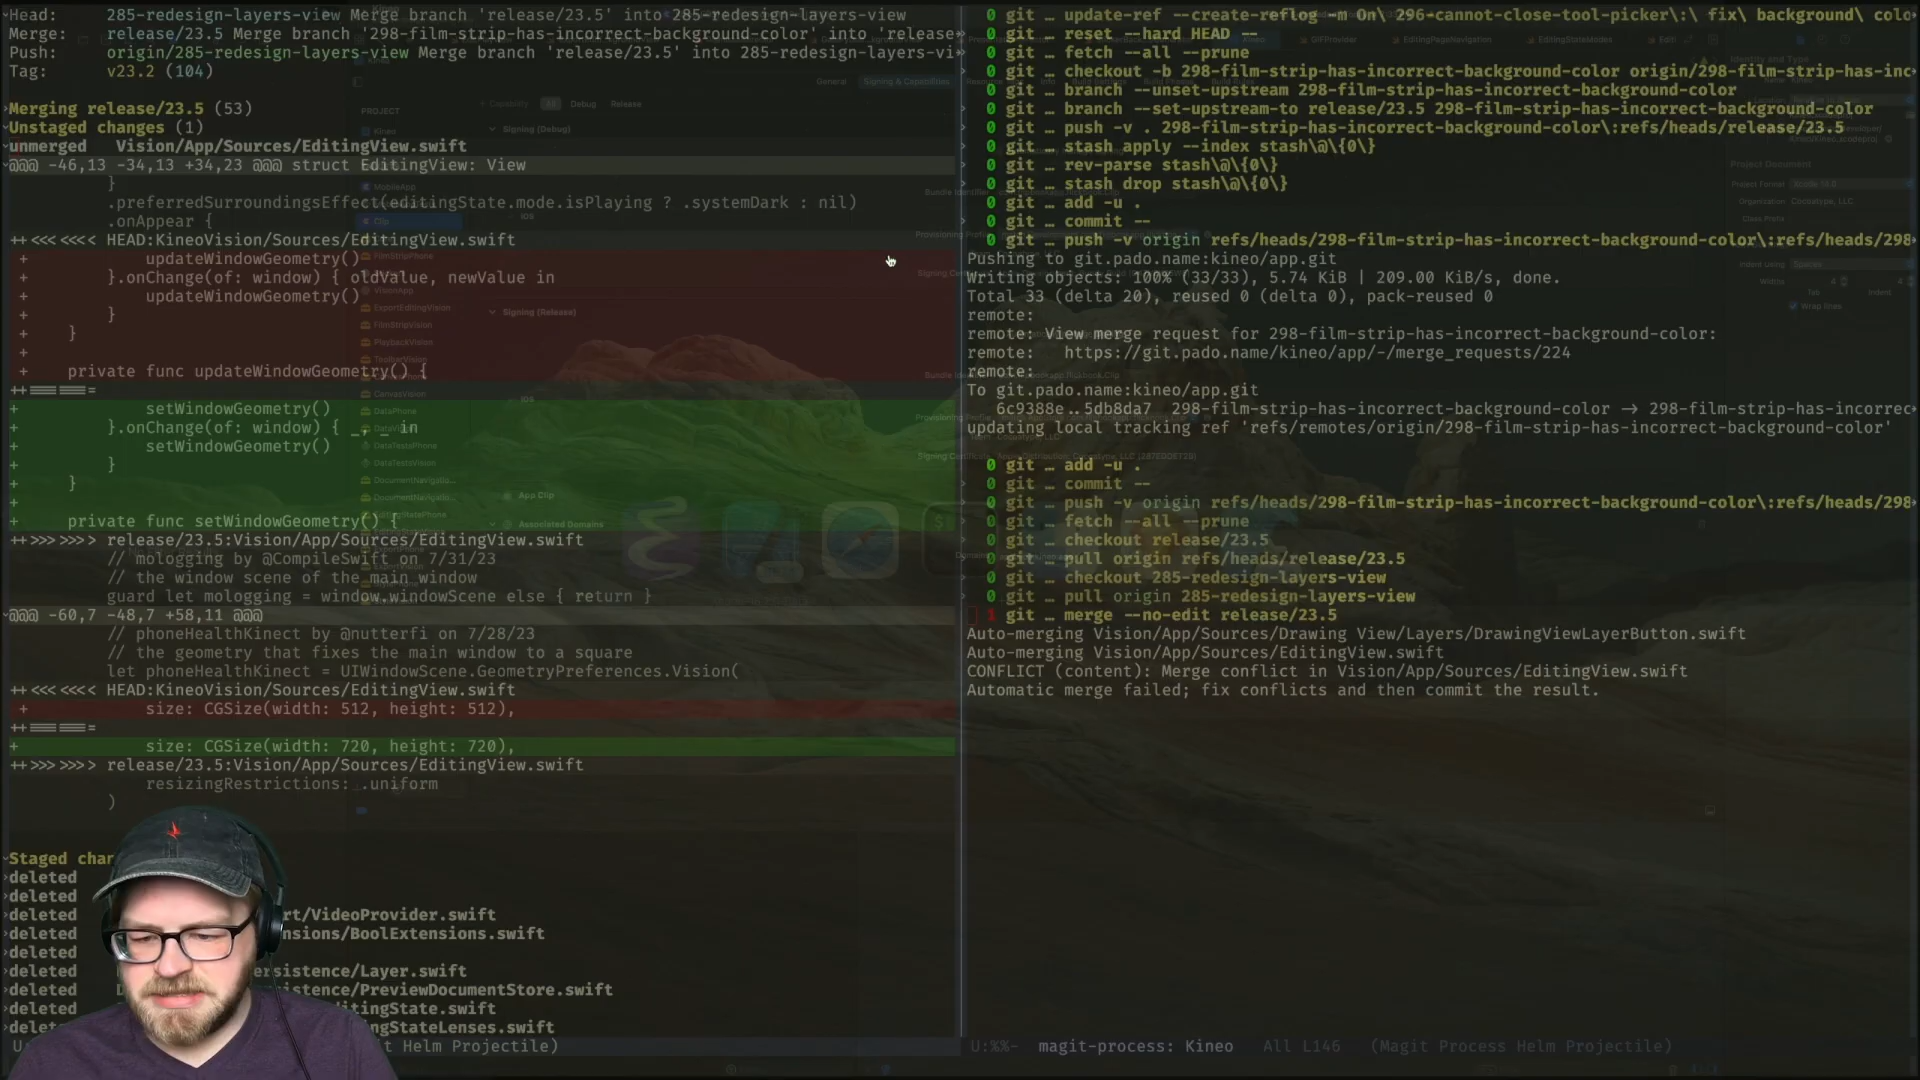 Head: 285-redesign-layers-view Merge branch 'release/23.5' into 285-redesign-layers-view
Merge: release/23.5 Merge branch '298-film-strip-has-incorrect-background-color' into 'release
Push: origin/285-redesign-layers-view Merge branch 'release/23.5' into 285-redesign-layers-vi
Tag: v23.2 (104)
Merging release/23.5 (53)
Unstaged changes (1)
unmerged Vision/App/Sources/EditingView.swift
@@@ -46,13 -34,13 +34,23 @@@ struct EditingView: View
}
.preferredSurroundingsEffect(editingState.mode.isPlaying ? .systemDark : nil)
.onAppear {
++<<<<<<< HEAD:KineoVision/Sources/EditingView.swift
+ updateWindowGeometry()
+ }.onChange(of: window) { oldValue, newValue in
+ updateWindowGeometry()
+ }
+ }
+
+ private func updateWindowGeometry() {
++=======
+ setWindowGeometry()
+ }.onChange(of: window) { _, _ in
+ setWindowGeometry()
+ }
+ }
+
+ private func setWindowGeometry() {
++>>>>>>> release/23.5:Vision/App/Sources/EditingView.swift
// mologging by @CompileSwift on 7/31/23
// the window scene of the main window
guard let mologging = window.windowScene else { return }
@@@ -60,7 -48,7 +58,11 @@@
// phoneHealthKinect by @nutterfi on 7/28/23
// the geometry that fixes the main window to a square
let phoneHealthKinect = UIWindowScene.GeometryPreferences.Vision(
++<<<<<<< HEAD:KineoVision/Sources/EditingView.swift
+ size: CGSize(width: 512, height: 512),
++=======
+ size: CGSize(width: 720, height: 720),
++>>>>>>> release/23.5:Vision/App/Sources/EditingView.swift
resizingRestrictions: .uniform
)
Staged char
deleted
deleted
deleted rt/VideoProvider.swift
deleted nsions/BoolExtensions.swift
deleted
deleted ersistence/Layer.swift
deleted istence/PreviewDocumentStore.swift
deleted itingState.swift
delete ngStateLenses.swift
U: t Helm Projectile)
0 git … update-ref --create-reflog -m On\ 296-cannot-close-tool-picker\:\ fix\ background\ colo
0 git … reset --hard HEAD --
0 git … fetch --all --prune
0 git … checkout -b 298-film-strip-has-incorrect-background-color origin/298-film-strip-has-inc
0 git … branch --unset-upstream 298-film-strip-has-incorrect-background-color
0 git … branch --set-upstream-to release/23.5 298-film-strip-has-incorrect-background-color
0 git … push -v . 298-film-strip-has-incorrect-background-color\:refs/heads/release/23.5
0 git … stash apply --index stash\@\{0\}
0 git … rev-parse stash\@\{0\}
0 git … stash drop stash\@\{0\}
0 git … add -u .
0 git … commit --
0 git … push -v origin refs/heads/298-film-strip-has-incorrect-background-color\:refs/heads/298
Pushing to git.pado.name:kineo/app.git
Writing objects: 100% (33/33), 5.74 KiB | 209.00 KiB/s, done.
Total 33 (delta 20), reused 0 (delta 0), pack-reused 0
remote:
remote: View merge request for 298-film-strip-has-incorrect-background-color:
remote: https://git.pado.name/kineo/app/-/merge_requests/224
remote:
To git.pado.name:kineo/app.git
298-film-strip-has-incorrect-background-color → 298-film-strip-has-incorrec
updating local tracking ref 'refs/remotes/origin/298-film-strip-has-incorrect-background-color'
0 git … add -u .
0 git … commit --
0 git … push -v origin refs/heads/298-film-strip-has-incorrect-background-color\:refs/heads/298
0 git … fetch --all --prune
0 git … checkout release/23.5
0 git … pull origin refs/heads/release/23.5
0 git … checkout 285-redesign-layers-view
0 git … pull origin 285-redesign-layers-view
1 git … merge --no-edit release/23.5
Auto-merging Vision/App/Sources/Drawing View/Layers/DrawingViewLayerButton.swift
Auto-merging Vision/App/Sources/EditingView.swift
CONFLICT (content): Merge conflict in Vision/App/Sources/EditingView.swift
Automatic merge failed; fix conflicts and then commit the result.
U:%%- magit-process: Kineo All L146 (Magit Process Helm Projectile)